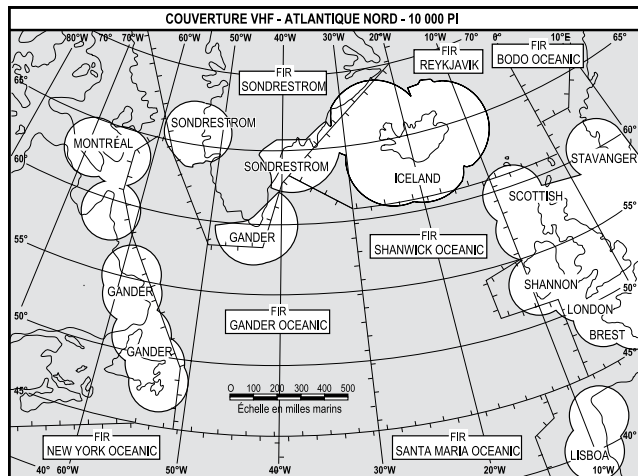 COUVERTURE VHF - ATLANTIQUE NORD - 10 000 PI
80°W
70°W
60°W
50°W
40°W
30°W
20°W
10°W
0°
10°E
65°
65°
60°
55°
50°
45°
60°
55°
50°
45°
40°
FIR
SONDRESTROM
FIR
REYKJAVIK
FIR
BODO OCEANIC
MONTRÉAL
SONDRESTROM
SONDRESTROM
ICELAND
STAVANGER
SCOTTISH
GANDER
FIR
SHANWICK OCEANIC
GANDER
SHANNON
LONDON
BREST
FIR
GANDER OCEANIC
GANDER
0 100 200 300 400 500
Échelle en milles marins
FIR
NEW YORK OCEANIC
FIR
SANTA MARIA OCEANIC
LISBOA
40° 60°W
50°W
40°W
30°W
20°W
10°W